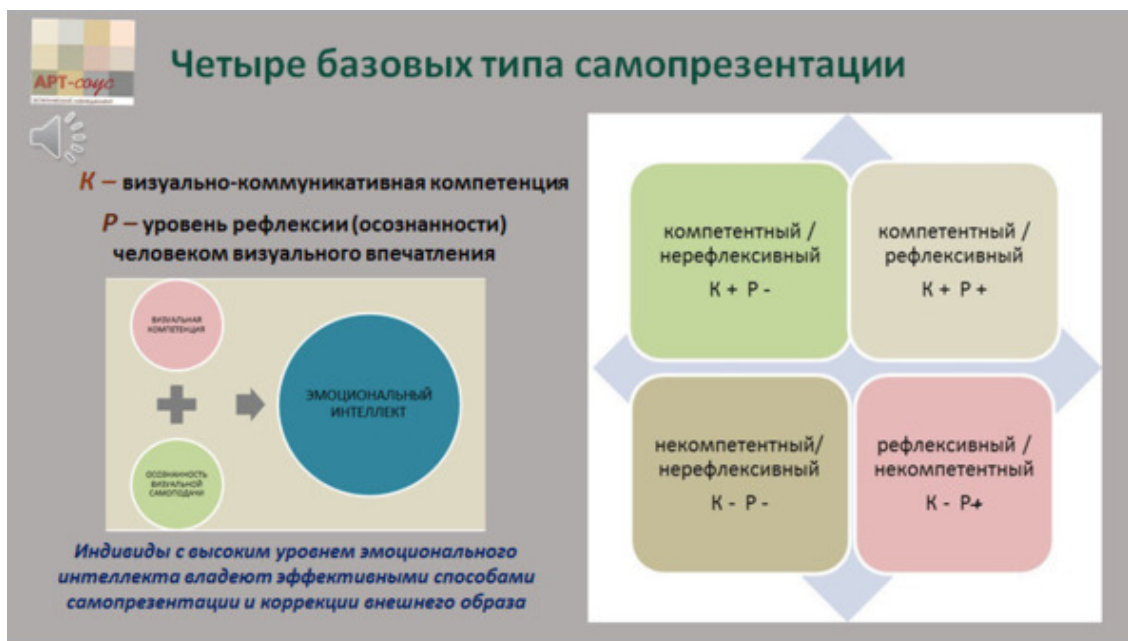 АРТ-соус
Четыре базовых типа самопрезентации
К – визуально-коммуникативная компетенция
Р – уровень рефлексии (осознанности)
человеком визуального впечатления
ВИЗУАЛЬНАЯ
КОМПЕТЕНЦИЯ
ОСОЗНАННОСТЬ
ВИЗУАЛЬНОЙ
САМОПОДАЧИ
ЭМОЦИОНАЛЬНЫЙ
ИНТЕЛЛЕКТ
Индивиды с высоким уровнем эмоционального
интеллекта владеют эффективными способами
самопрезентации и коррекции внешнего образа
компетентный /
нерефлексивный
К + Р -
компетентный /
рефлексивный
К + Р +
некомпетентный/
нерефлексивный
К - Р -
рефлексивный /
некомпетентный
К - Р+